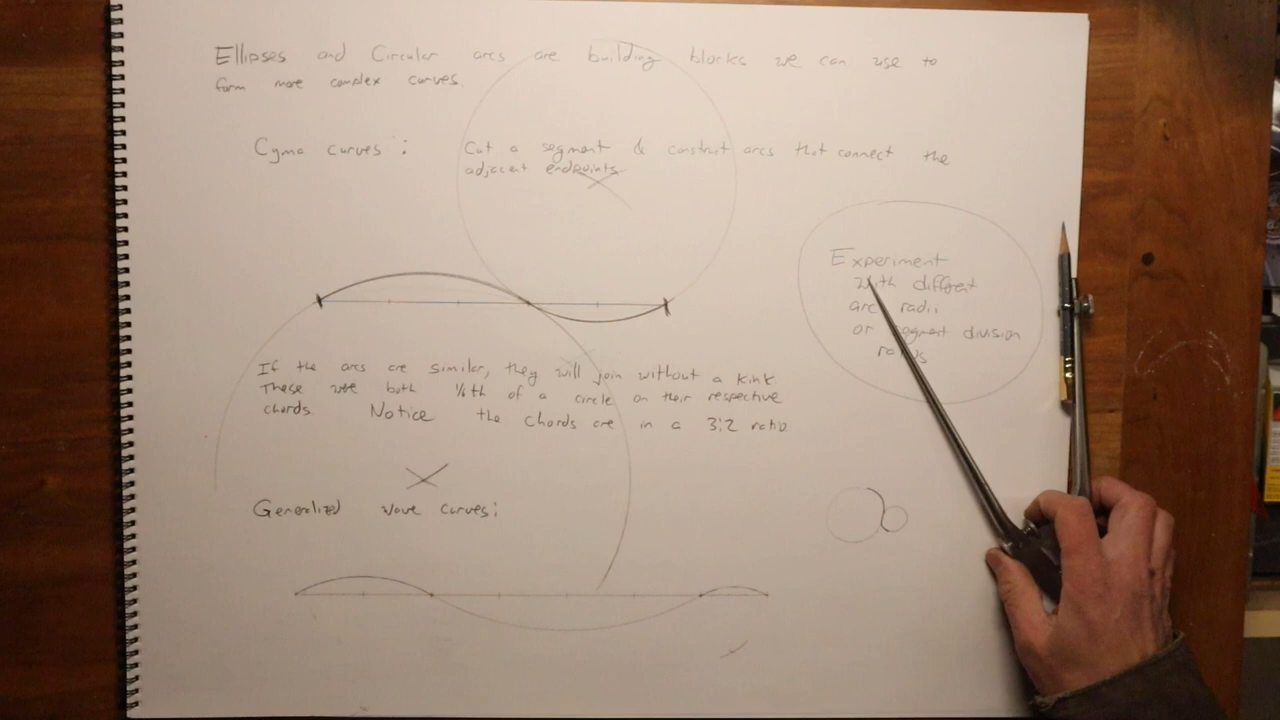 Ellipses and Circular arcs are building blocks we can use to
form more complex curves.
Cyma curves : Cut a segment & construct arcs that connect the
adjacent endpoints
Experiment
with different
arc radii
or segment division
If the arcs are similar, they will join without a kink
These were both 1/6th of a circle on their respective
chords Notice the chords are in a 3:2 ratio
Generalized wave curves: